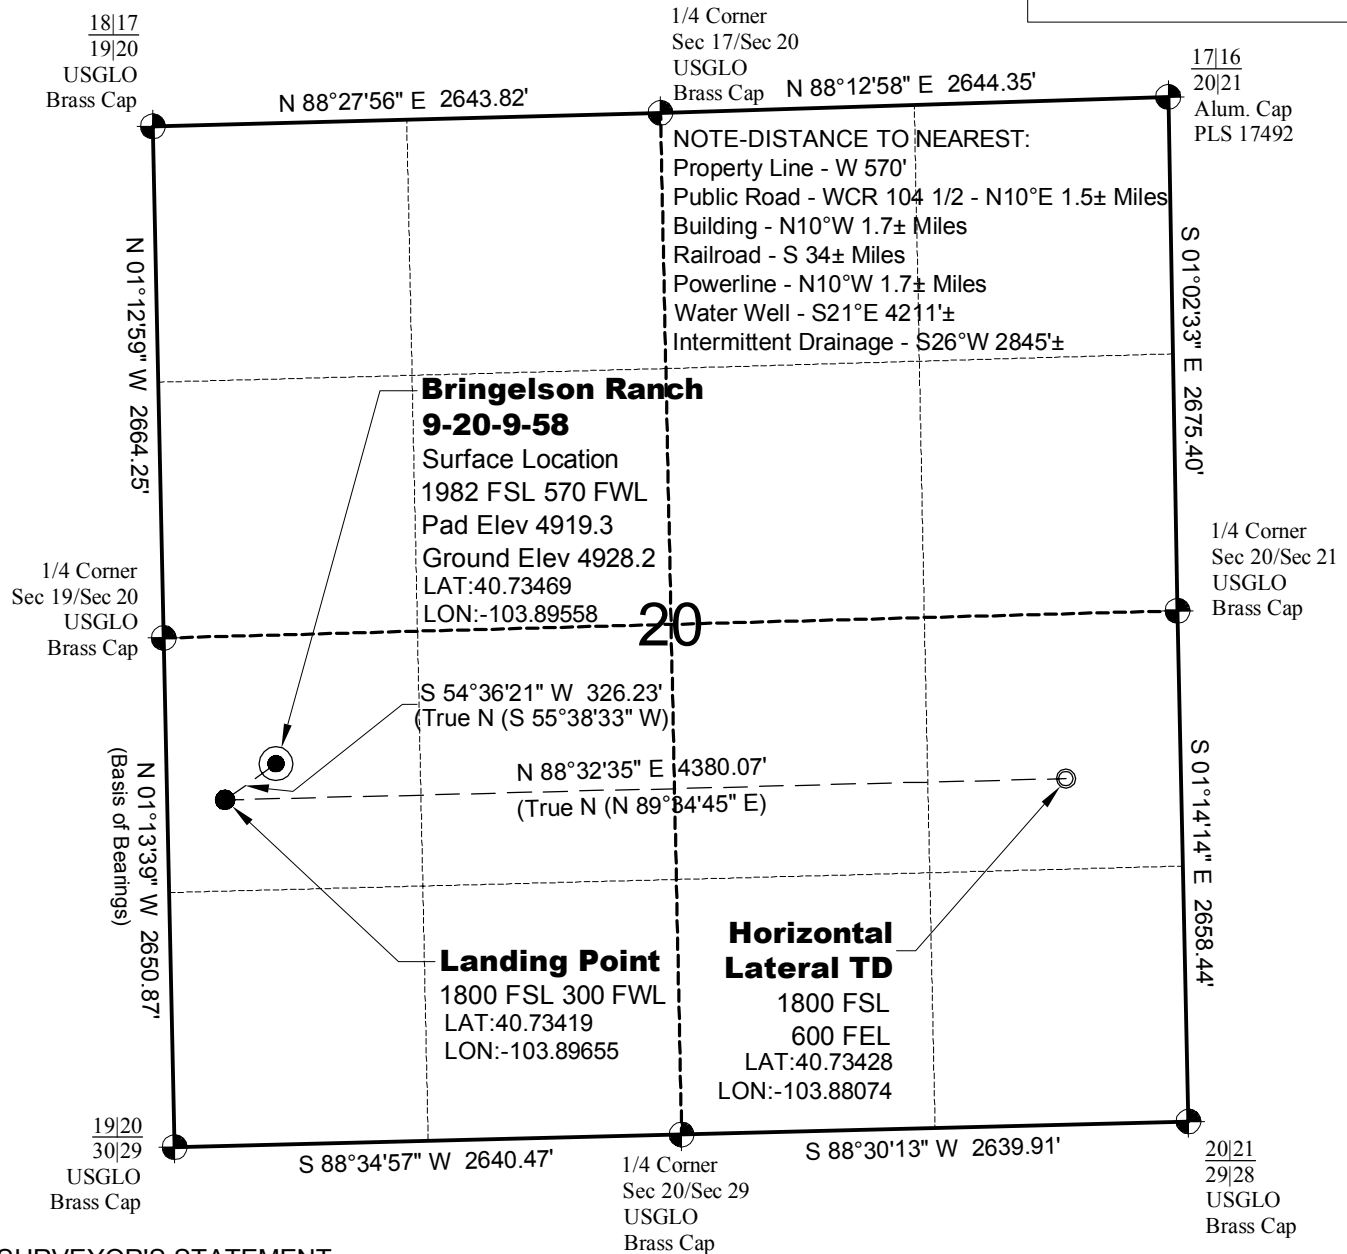 18|17
19|20
USGLO
Brass Cap
1/4 Corner
Sec 17/Sec 20
USGLO
Brass Cap
17|16
20|21
Alum. Cap
PLS 17492
N 88°27'56" E 2643.82'
N 88°12'58" E 2644.35'
NOTE-DISTANCE TO NEAREST:
Property Line - W 570'
Public Road - WCR 104 1/2 - N10°E 1.5± Miles
Building - N10°W 1.7± Miles
Railroad - S 34± Miles
Powerline - N10°W 1.7± Miles
Water Well - S21°E 4211'±
Intermittent Drainage - S26°W 2845'±
N 01°12'59" W 2664.25'
S 01°02'33" E 2675.40'
Bringelson Ranch
9-20-9-58
Surface Location
1982 FSL 570 FWL
Pad Elev 4919.3
Ground Elev 4928.2
LAT:40.73469
LON:-103.89558
20
1/4 Corner
Sec 19/Sec 20
USGLO
Brass Cap
1/4 Corner
Sec 20/Sec 21
USGLO
Brass Cap
S 54°36'21" W 326.23'
(True N (S 55°38'33" W)
N 88°32'35" E 4380.07'
(True N (N 89°34'45" E)
N 01°13'39" W 2650.87'
(Basis of Bearings)
S 01°14'14" E 2658.44'
Landing Point
1800 FSL 300 FWL
LAT:40.73419
LON:-103.89655
Horizontal
Lateral TD
1800 FSL
600 FEL
LAT:40.73428
LON:-103.88074
19|20
30|29
USGLO
Brass Cap
S 88°34'57" W 2640.47'
1/4 Corner
Sec 20/Sec 29
USGLO
Brass Cap
S 88°30'13" W 2639.91'
20|21
29|28
USGLO
Brass Cap
SURVEYOR'S STATEMENT